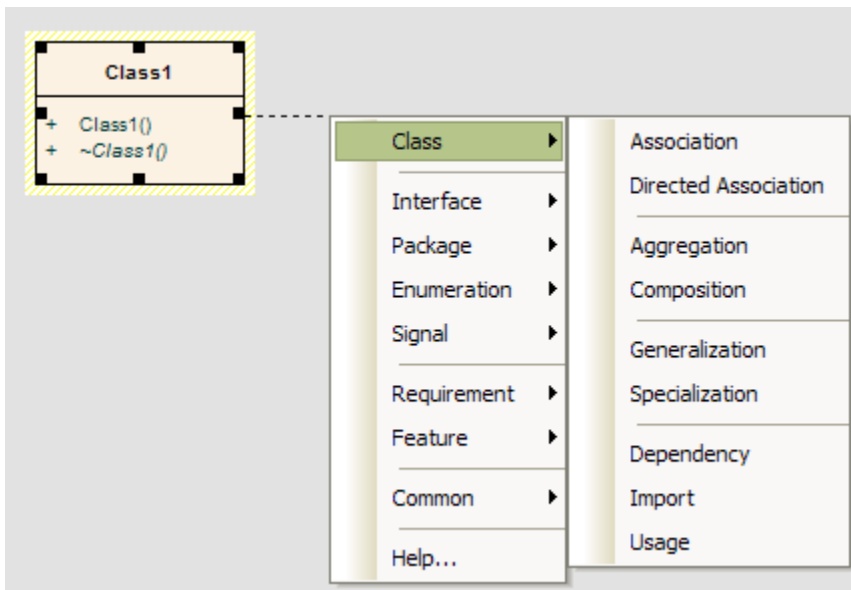 Class1
+ Class1()
+ ~Class1()
Class
Interface
Package
Enumeration
Signal
Requirement
Feature
Common
Help...
Association
Directed Association
Aggregation
Composition
Generalization
Specialization
Dependency
Import
Usage